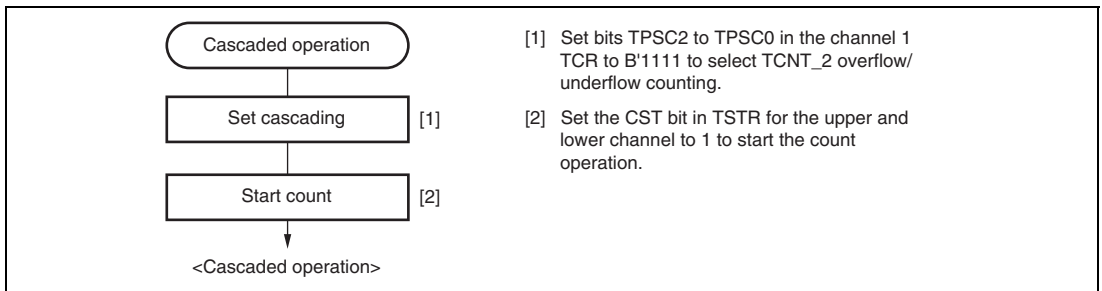 Cascaded operation
Set cascading [1]
Start count [2]
<Cascaded operation>
[1] Set bits TPSC2 to TPSC0 in the channel 1
TCR to B'1111 to select TCNT_2 overflow/
underflow counting.
[2] Set the CST bit in TSTR for the upper and
lower channel to 1 to start the count
operation.